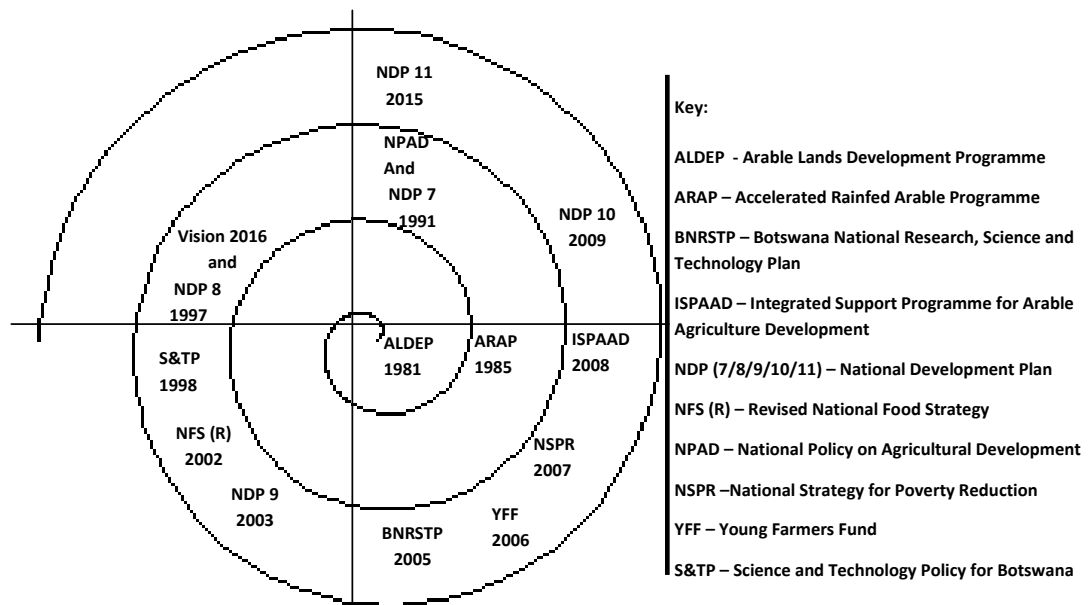 NDP 11
2015
NPAD
And
NDP 7
1991
NDP 10
2009
Vision 2016
and
NDP 8
1997
ALDEP
1981
ARAP
1985
ISPAAD
2008
S&TP
1998
NFS (R)
2002
NDP 9
2003
BNRSTP
2005
YFF
2006
NSPR
2007
Key:
ALDEP - Arable Lands Development Programme
ARAP – Accelerated Rainfed Arable Programme
BNRSTP – Botswana National Research, Science and
Technology Plan
ISPAAD – Integrated Support Programme for Arable
Agriculture Development
NDP (7/8/9/10/11) – National Development Plan
NFS (R) – Revised National Food Strategy
NPAD – National Policy on Agricultural Development
NSPR –National Strategy for Poverty Reduction
YFF – Young Farmers Fund
S&TP – Science and Technology Policy for Botswana